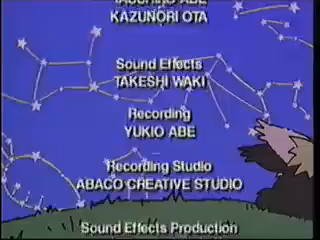 KAZUNORI OTA
Sound Effects
TAKESHI WAKI
Recording
YUKIO ABE
Recording Studio
ABACO CREATIVE STUDIO
Sound Effects Production